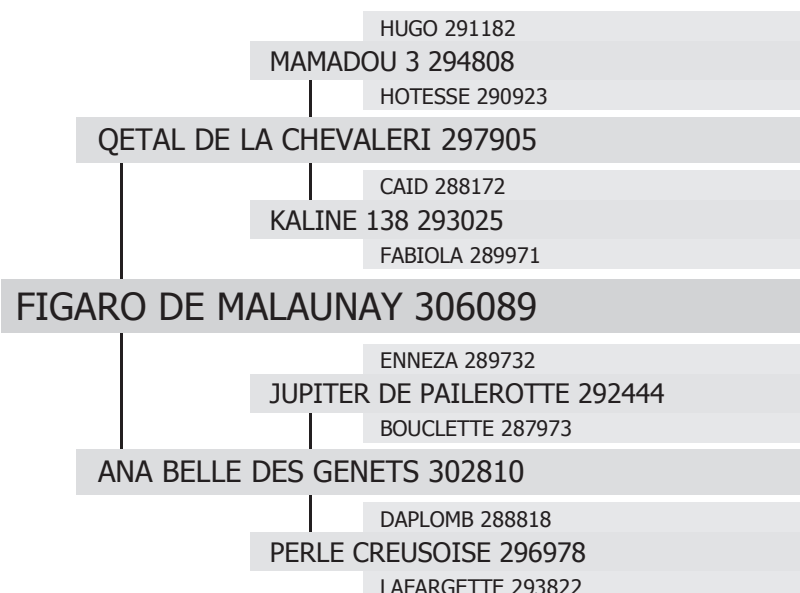 HUGO 291182
MAMADOU 3 294808
HOTESSE 290923
QETAL DE LA CHEVALERI 297905
CAID 288172
KALINE 138 293025
FABIOLA 289971
FIGARO DE MALAUNAY 306089
ENNEZA 289732
JUPITER DE PAILEROTTE 292444
BOUCLETTE 287973
ANA BELLE DES GENETS 302810
DAPLOMB 288818
PERLE CREUSOISE 296978
LAFARGETTE 293822